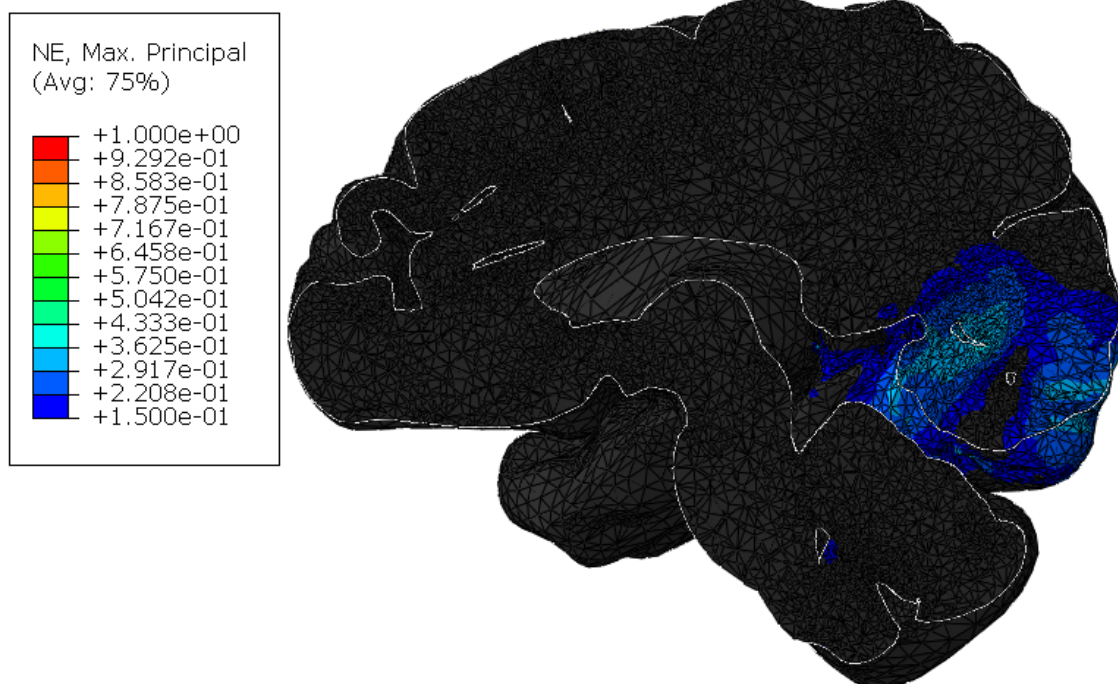 NE, Max. Principal
(Avg: 75%)
+1.000e+00
+9.292e-01
+8.583e-01
+7.875e-01
+7.167e-01
+6.458e-01
+5.750e-01
+5.042e-01
+4.333e-01
+3.625e-01
+2.917e-01
+2.208e-01
+1.500e-01